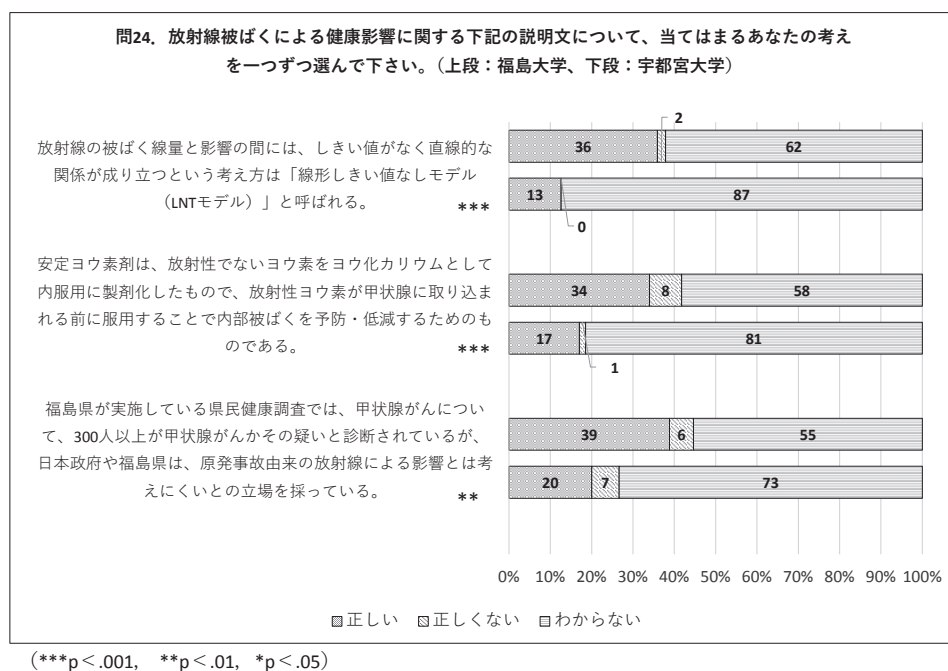 問24．放射線被ばくによる健康影響に関する下記の説明文について、当てはまるあなたの考え
を一つずつ選んで下さい。（上段：福島大学、下段：宇都宮大学）
放射線の被ばく線量と影響の間には、しきい値がなく直線的な
関係が成り立つという考え方は「線形しきい値なしモデル
（LNTモデル）」と呼ばれる。 ***
2
36 62
13 87
0
安定ヨウ素剤は、放射性でないヨウ素をヨウ化カリウムとして
内服用に製剤化したもので、放射性ヨウ素が甲状腺に取り込ま
れる前に服用することで内部被ばくを予防・低減するためのも
のである。 ***
34 8 58
17 81
1
福島県が実施している県民健康調査では、甲状腺がんについ
て、300人以上が甲状腺がんかその疑いと診断されているが、
日本政府や福島県は、原発事故由来の放射線による影響とは考
えにくいとの立場を採っている。 **
39 6 55
20 7 73
0% 10% 20% 30% 40% 50% 60% 70% 80% 90% 100%
正しい 正しくない わからない
（***p＜.001, **p＜.01, *p＜.05）